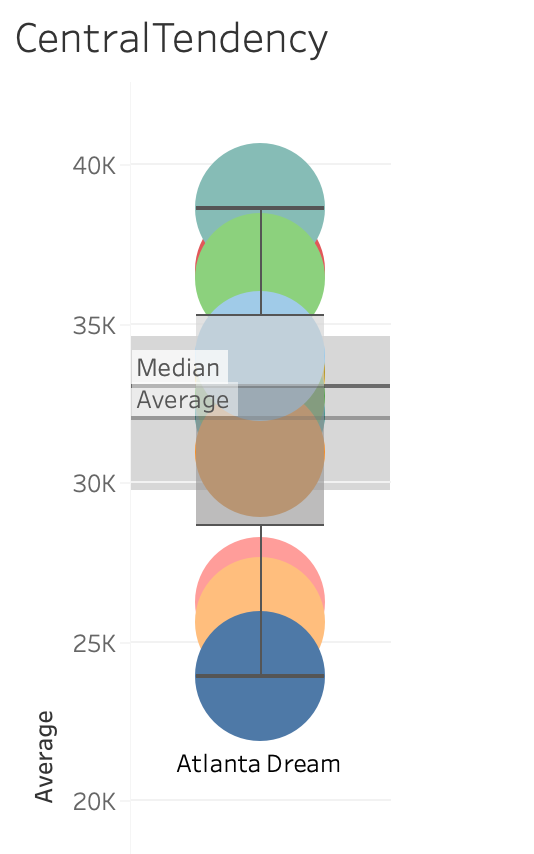 CentralTendency
40K
35K
Median
Average
30K
25K
Average
Atlanta Dream
20K